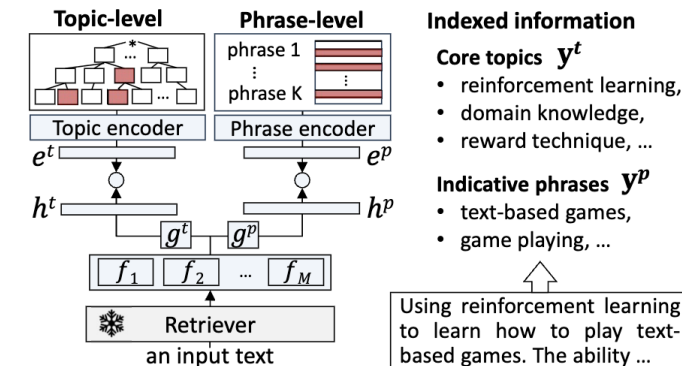 Topic-level
Phrase-level
*
...
...
phrase 1
⋮
phrase K
⋮
Topic encoder
Phrase encoder
e^t
e^p
h^t
h^p
g^t
g^p
f_1
f_2
...
f_M
Retriever
an input text
Indexed information
Core topics y^t
• reinforcement learning,
• domain knowledge,
• reward technique, ...
Indicative phrases y^p
• text-based games,
• game playing, ...
Using reinforcement learning
to learn how to play text-
based games. The ability ...